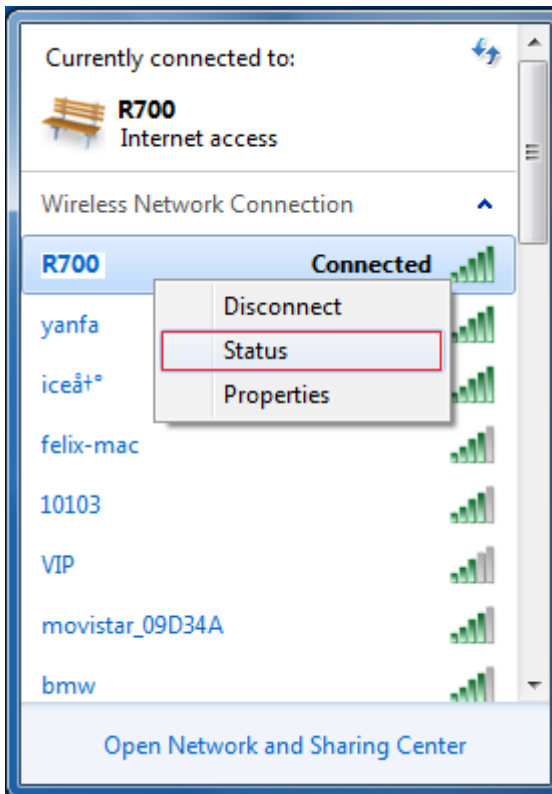 Currently connected to:
R700
Internet access
Wireless Network Connection
R700 Connected
Disconnect
yanfa
Status
iceå†°
Properties
felix-mac
10103
VIP
movistar_09D34A
bmw
Open Network and Sharing Center